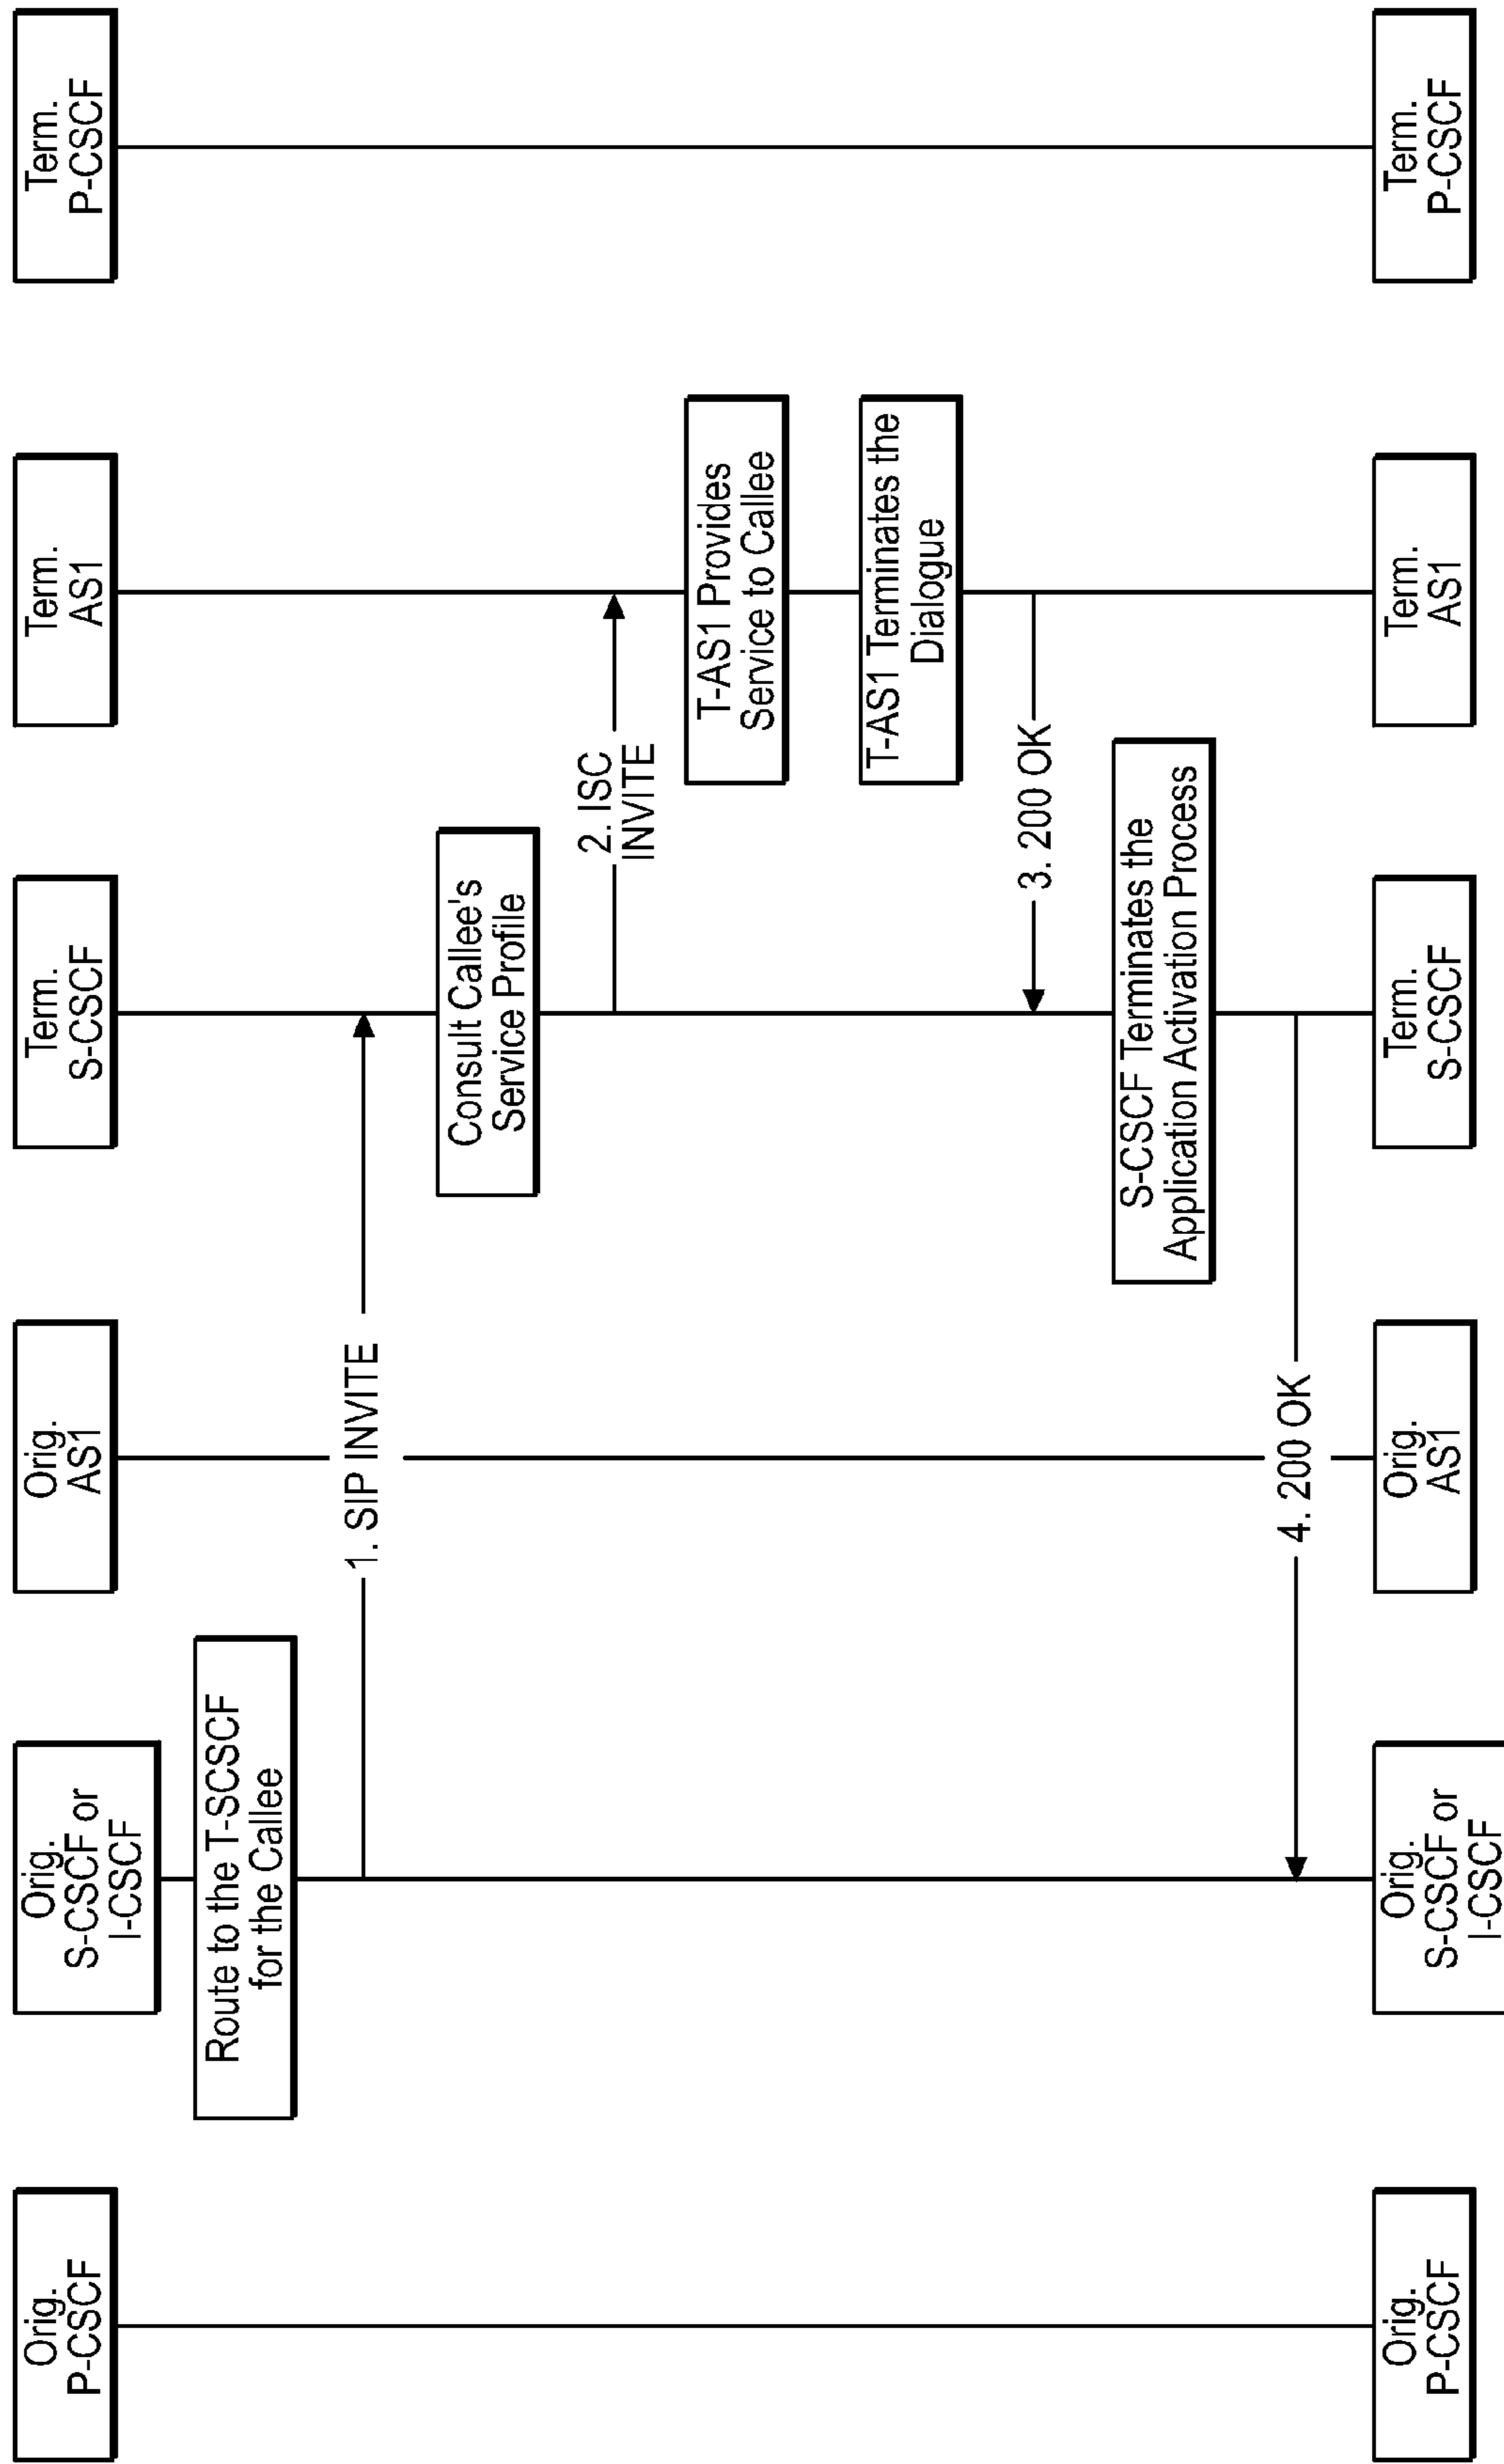 Orig.
P-CSCF
Orig.
S-CSCF or
I-CSCF
Orig.
AS1
Term.
S-CSCF
Term.
AS1
Term.
P-CSCF
Route to the T-SCSCF
for the Callee
1. SIP INVITE
Consult Callee's
Service Profile
2. ISC
INVITE
T-AS1 Provides
Service to Callee
T-AS1 Terminates the
Dialogue
3. 200 OK
S-CSCF Terminates the
Application Activation Process
4. 200 OK
Orig.
P-CSCF
Orig.
S-CSCF or
I-CSCF
Orig.
AS1
Term.
S-CSCF
Term.
AS1
Term.
P-CSCF